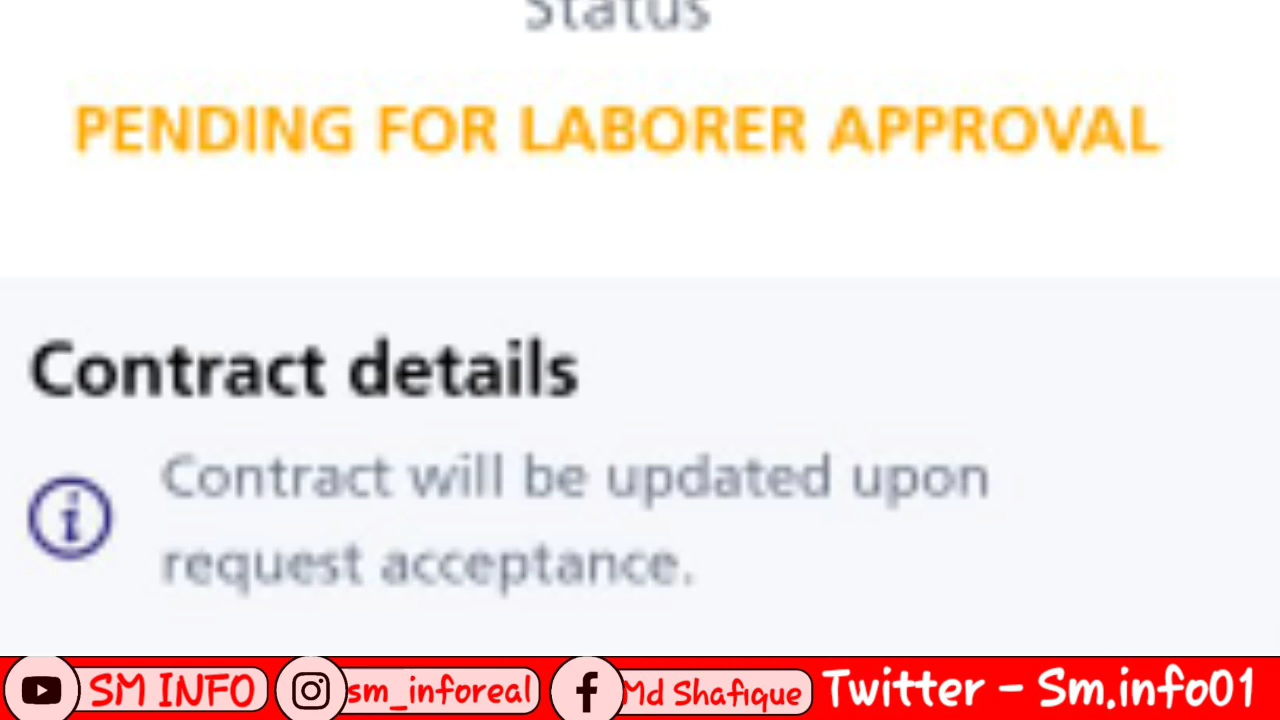 Status
PENDING FOR LABORER APPROVAL
Contract details
Contract will be updated upon
request acceptance.
SM INFO sm_inforeal Md Shafique Twitter - Sm.info01